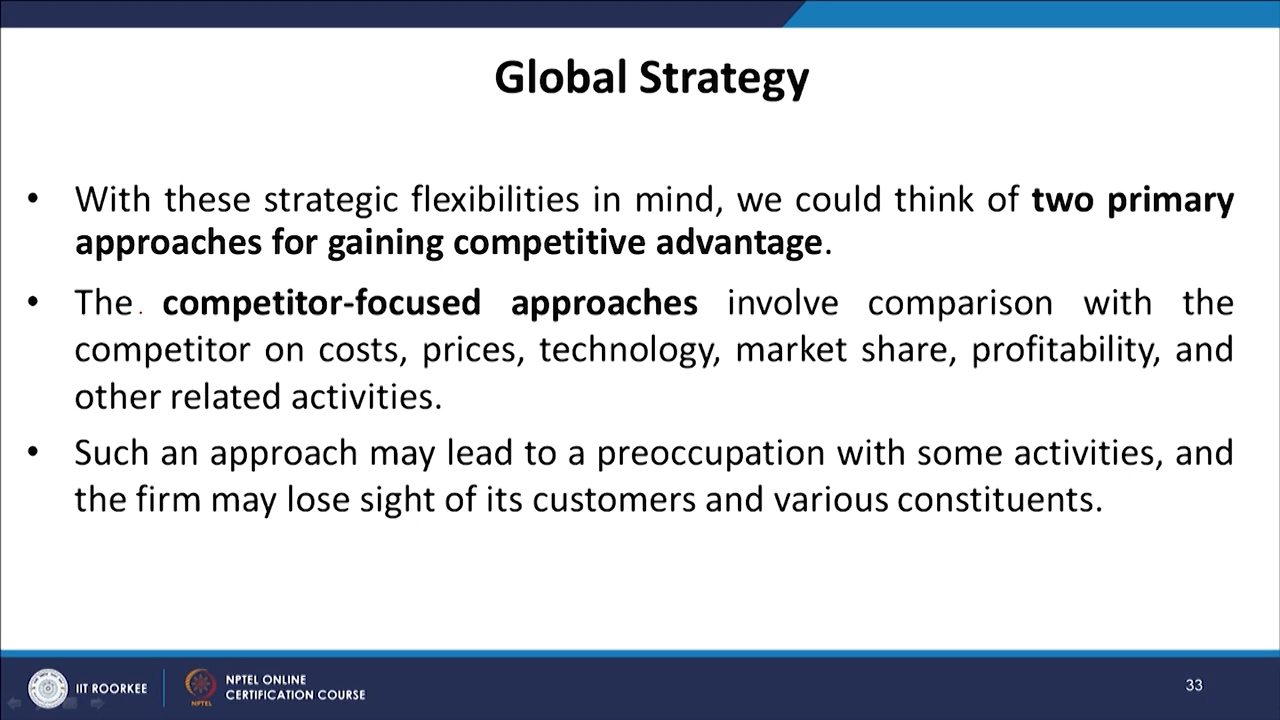 Global Strategy
• With these strategic flexibilities in mind, we could think of two primary
approaches for gaining competitive advantage.
• The competitor-focused approaches involve comparison with the
competitor on costs, prices, technology, market share, profitability, and
other related activities.
• Such an approach may lead to a preoccupation with some activities, and
the firm may lose sight of its customers and various constituents.
IIT ROORKEE
NPTEL
NPTEL ONLINE
CERTIFICATION COURSE
33